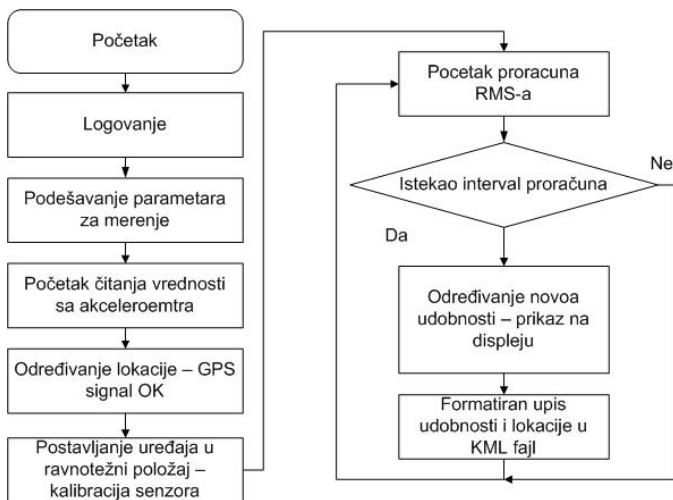 Početak
Logovanje
Podešavanje parametara
za merenje
Početak čitanja vrednosti
sa akceleroemtra
Određivanje lokacije – GPS
signal OK
Postavljanje uređaja u
ravnotežni položaj –
kalibracija senzora
Pocetak proracuna
RMS-a
Istekao interval proračuna
Ne
Da
Određivanje novoa
udobnosti – prikaz na
displeju
Formatiran upis
udobnosti i lokacije u
KML fajl